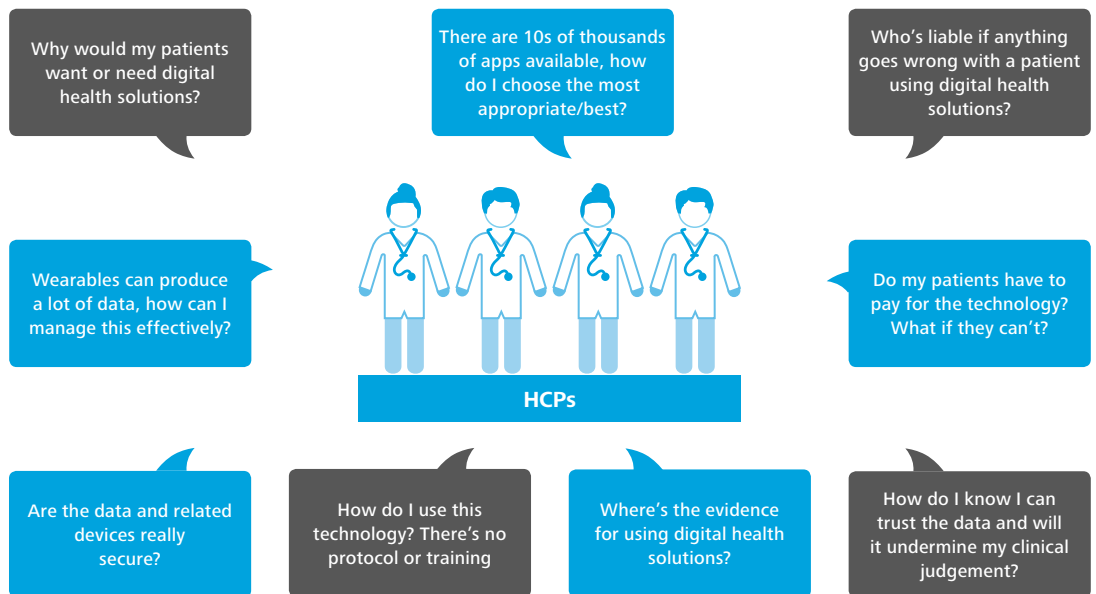 Why would my patients
want or need digital
health solutions?
There are 10s of thousands
of apps available, how
do I choose the most
appropriate/best?
Who’s liable if anything
goes wrong with a patient
using digital health
solutions?
Wearables can produce
a lot of data, how can I
manage this effectively?
Do my patients have to
pay for the technology?
What if they can’t?
HCPs
Are the data and related
devices really
secure?
How do I use this
technology? There’s no
protocol or training
Where’s the evidence
for using digital health
solutions?
How do I know I can
trust the data and will
it undermine my clinical
judgement?